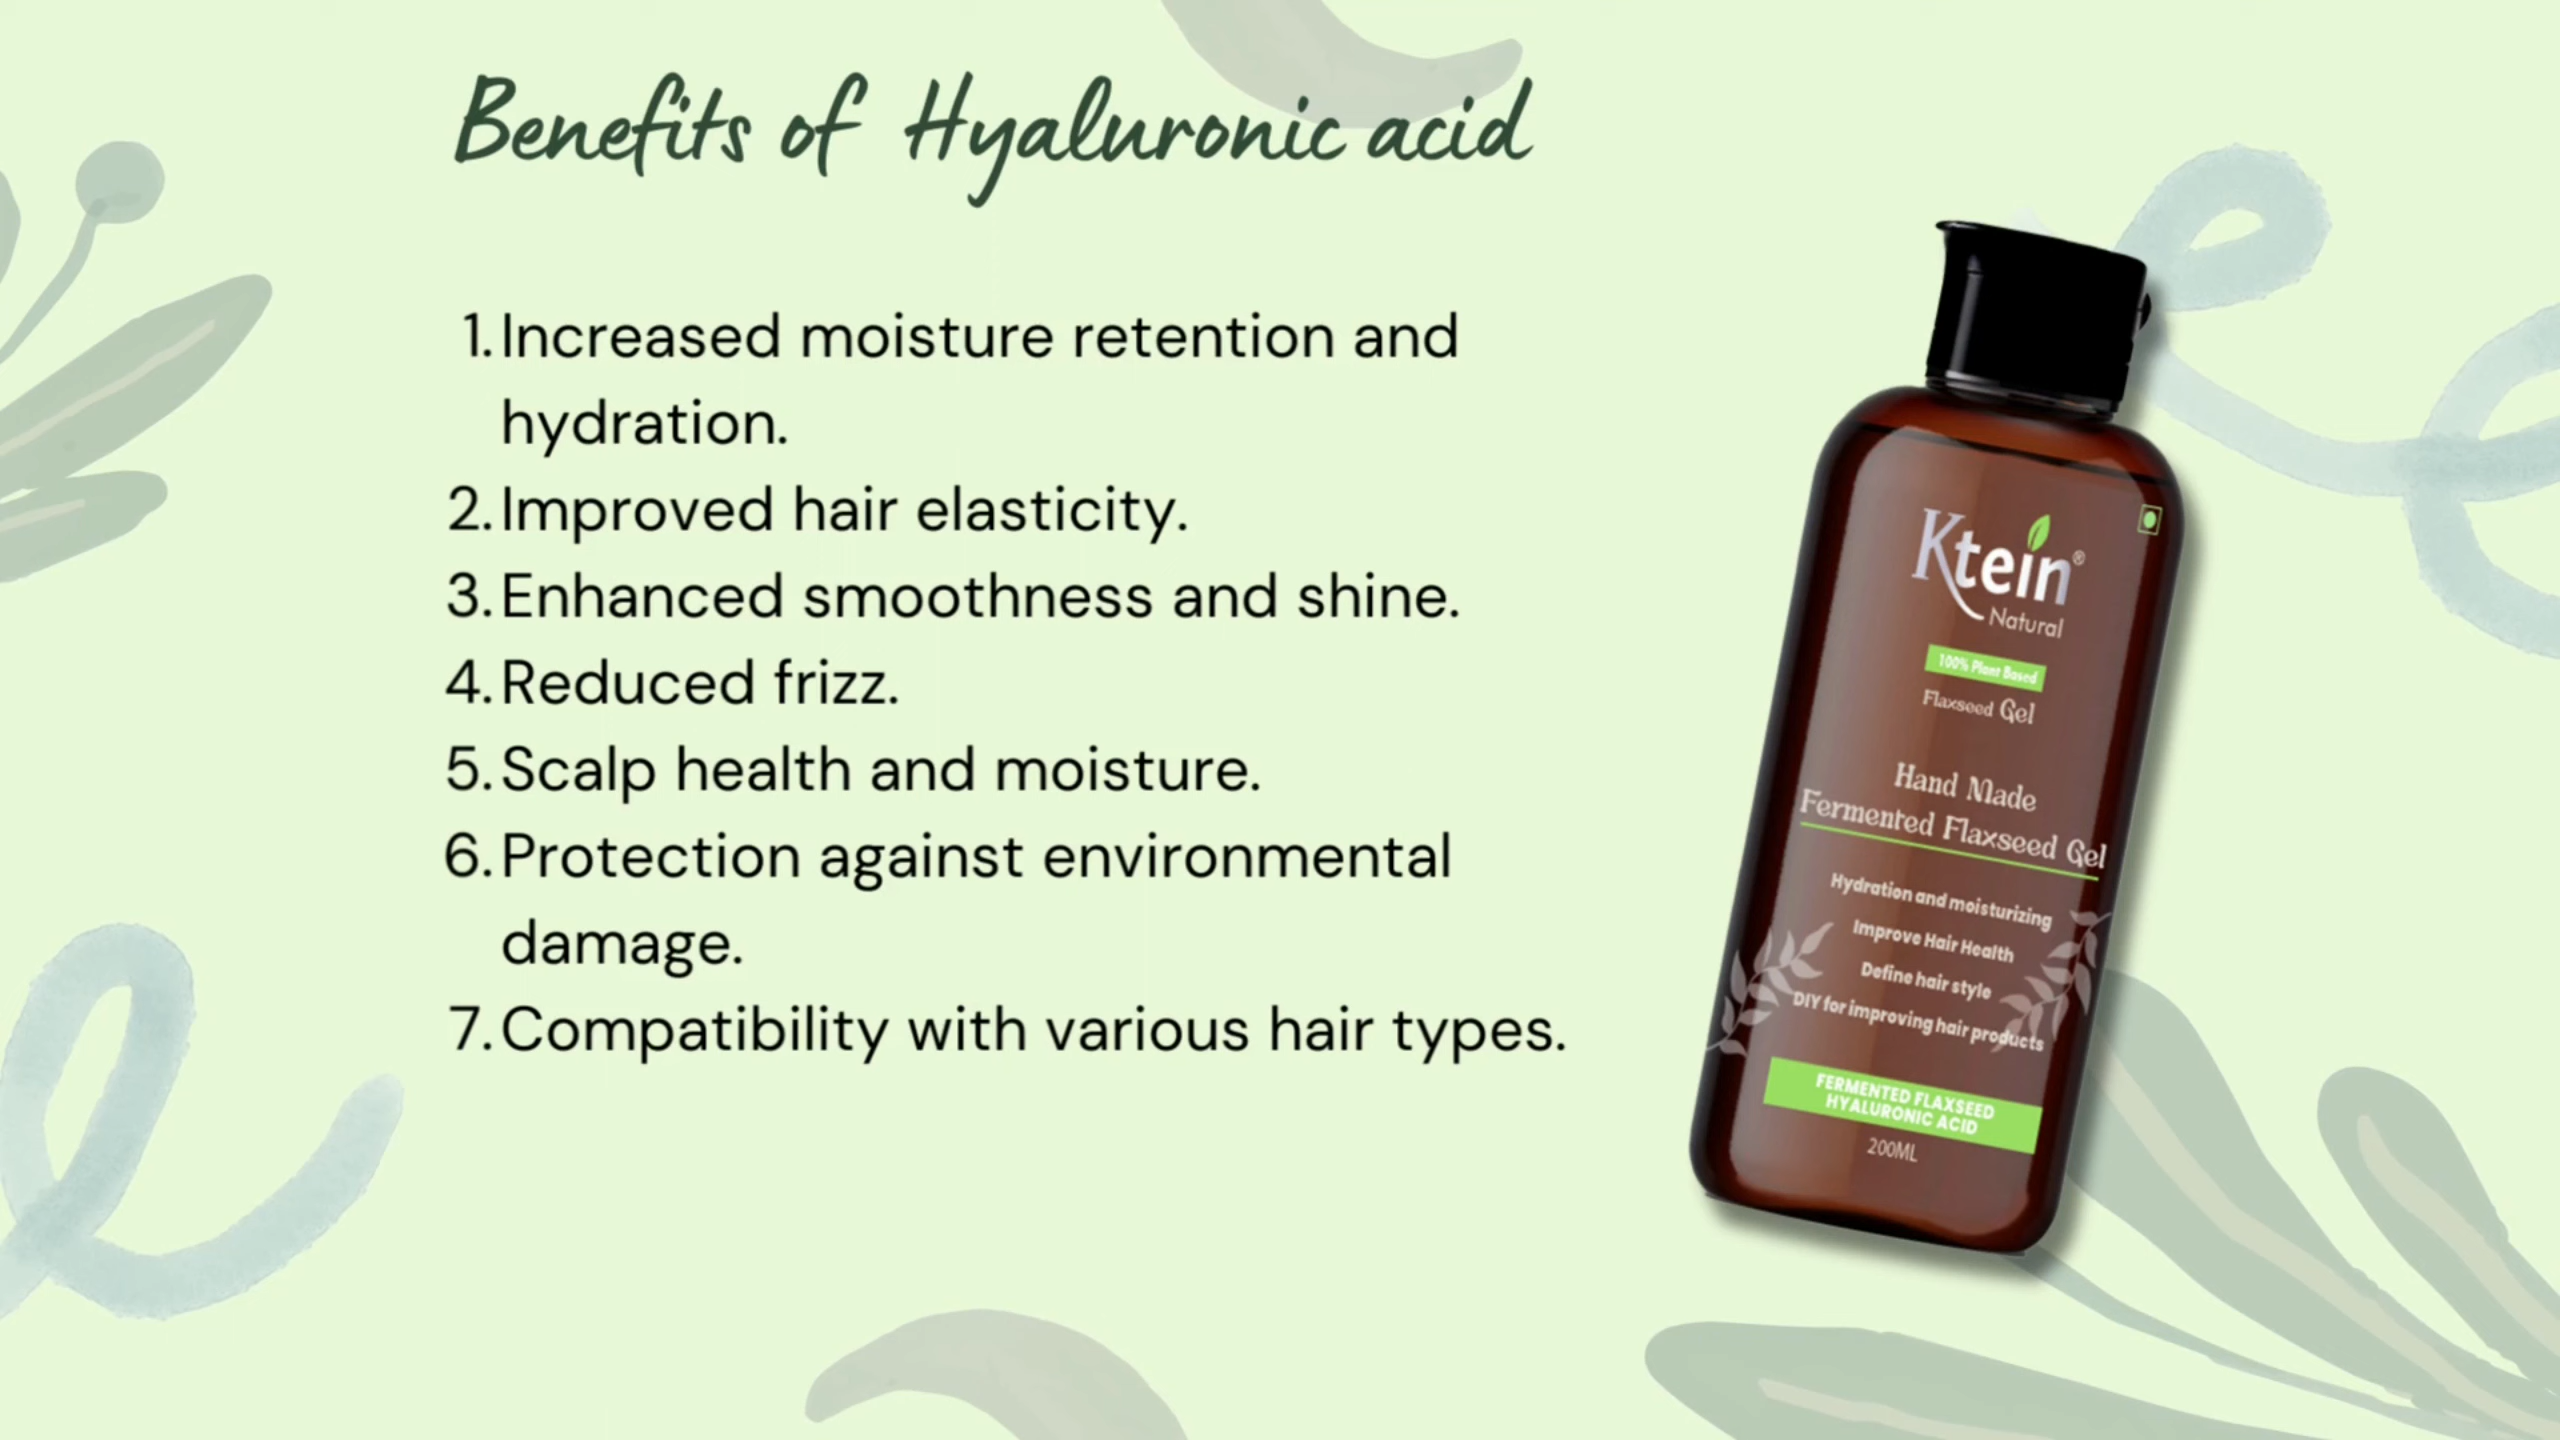 Benefits of Hyaluronic acid
1. Increased moisture retention and
hydration.
2. Improved hair elasticity.
3. Enhanced smoothness and shine.
4. Reduced frizz.
5. Scalp health and moisture.
6. Protection against environmental
damage.
7. Compatibility with various hair types.
Ktein®
Natural
100% Plant Based
Flaxseed Gel
Hand Made
Fermented Flaxseed Gel
Hydration and moisturizing
Improve Hair Health
Define hair style
DIY for improving hair products
FERMENTED FLAXSEED
HYALURONIC ACID
200ML